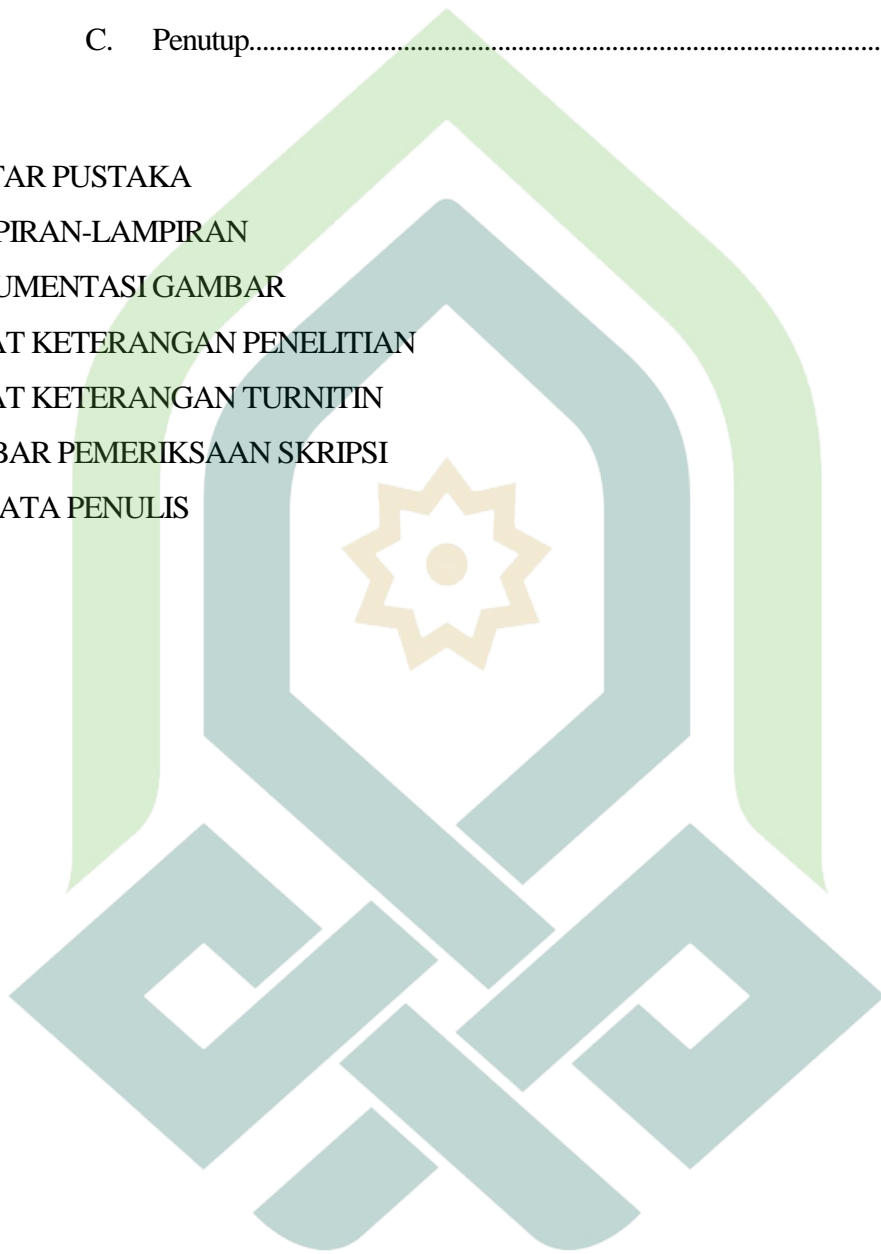 C. Penutup.............................................................................................
TAR PUSTAKA
PIRAN-LAMPIRAN
UMENTASI GAMBAR
AT KETERANGAN PENELITIAN
AT KETERANGAN TURNITIN
BAR PEMERIKSAAN SKRIPSI
ATA PENULIS